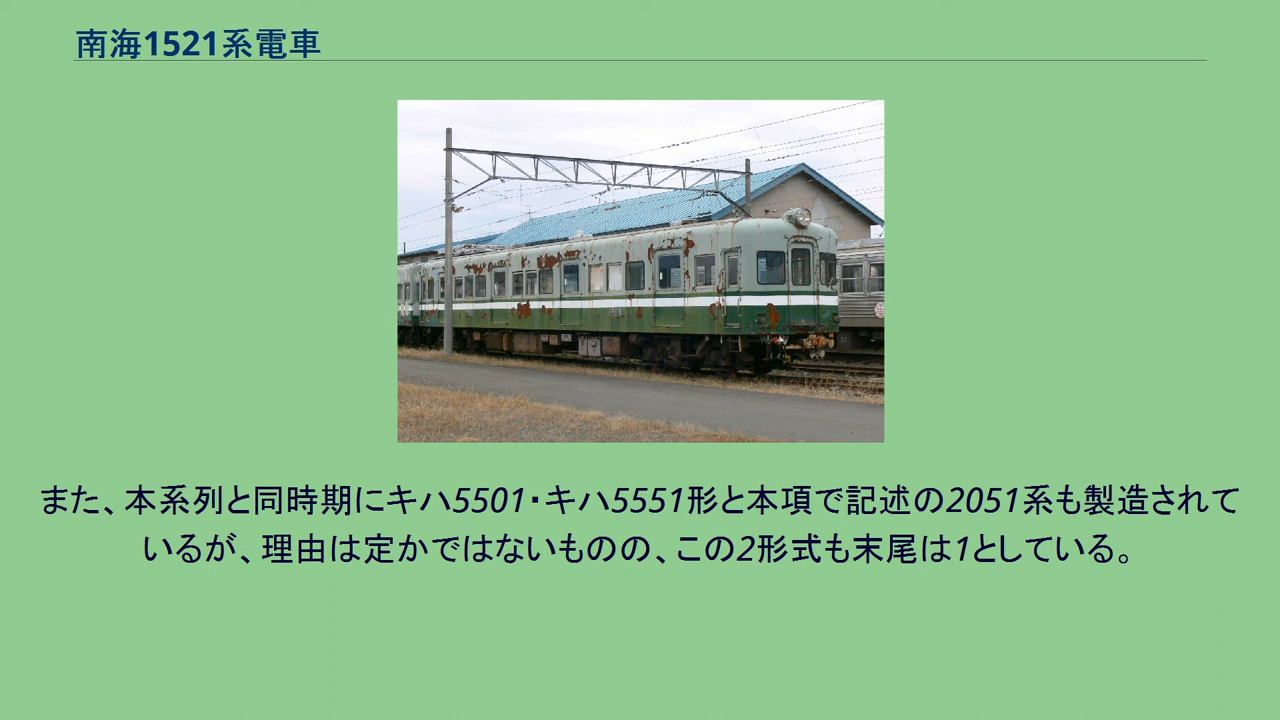 南海1521系電車
また、本系列と同時期にキハ5501・キハ5551形と本項で記述の2051系も製造されて
いるが、理由は定かではないものの、この2形式も末尾は1としている。